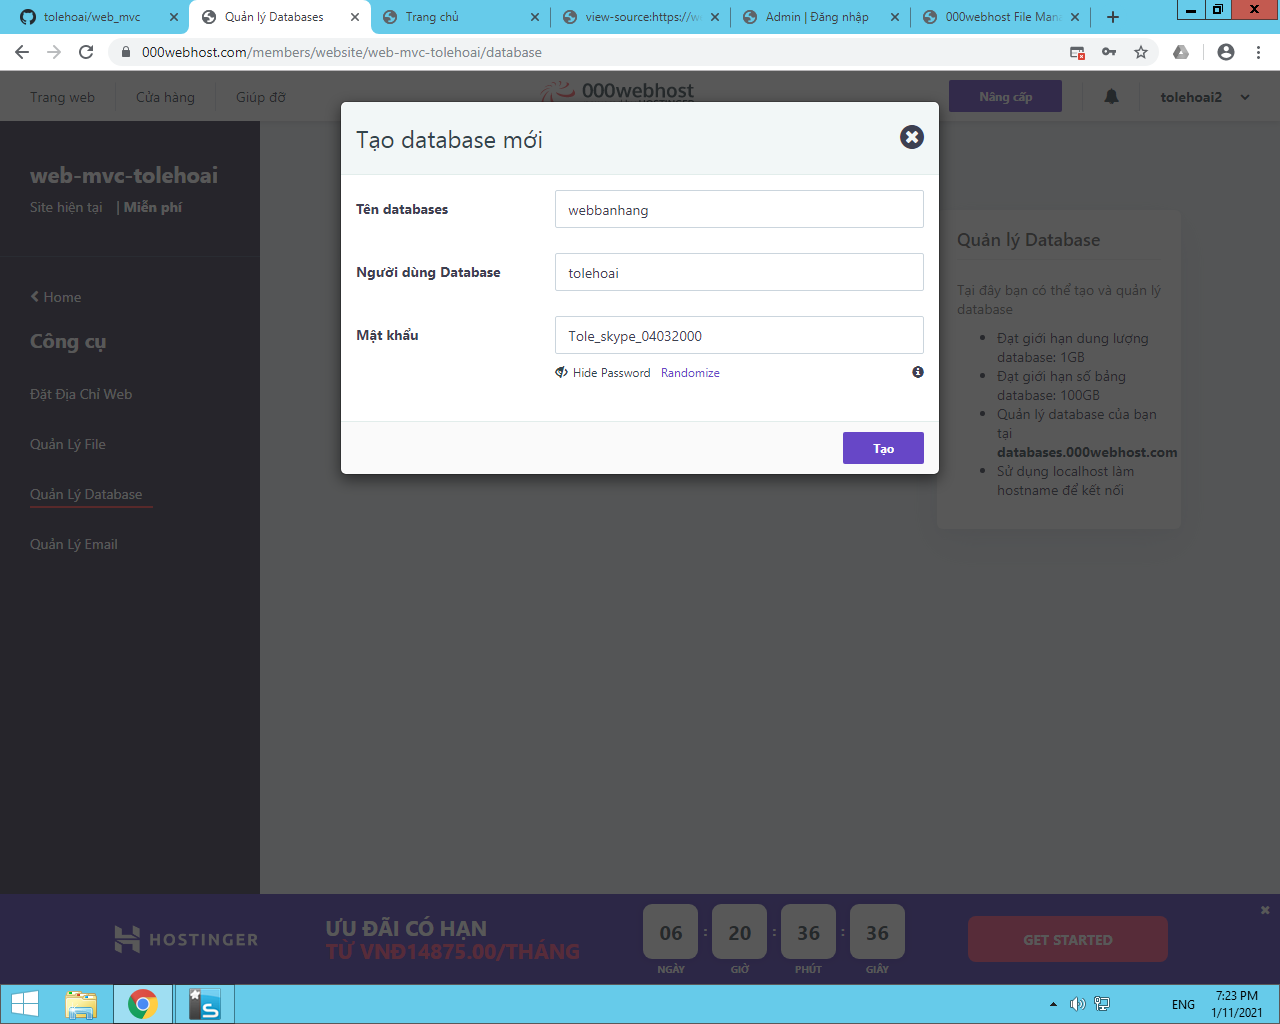 tolehoai/web_mvc
Quản lý Databases
Trang chủ
view-source:https://w
Admin | Đăng nhập
000webhost File Man
000webhost.com/members/website/web-mvc-tolehoai/database
Trang web
Cửa hàng
Giúp đỡ
000webhost
Nâng cấp
tolehoai2
Tạo database mới
web-mvc-tolehoai
Site hiện tại | Miễn phí
Tên databases
webbanhang
Người dùng Database
tolehoai
Mật khẩu
Tole_skype_04032000
Hide Password Randomize
Tạo
Home
Công cụ
Đặt Địa Chỉ Web
Quản Lý File
Quản Lý Database
Quản Lý Email
Quản lý Database
Tại đây bạn có thể tạo và quản lý
database
Đạt giới hạn dung lượng
database: 1GB
Đạt giới hạn số bảng
database: 100GB
Quản lý database của bạn
tại
databases.000webhost.com
Sử dụng localhost làm
hostname để kết nối
HOSTINGER
ƯU ĐÃI CÓ HẠN
TỪ VNĐ14875.00/THÁNG
06 : 20 : 36 : 36
NGÀY GIỜ PHÚT GIÂY
GET STARTED
ENG
7:23 PM
1/11/2021